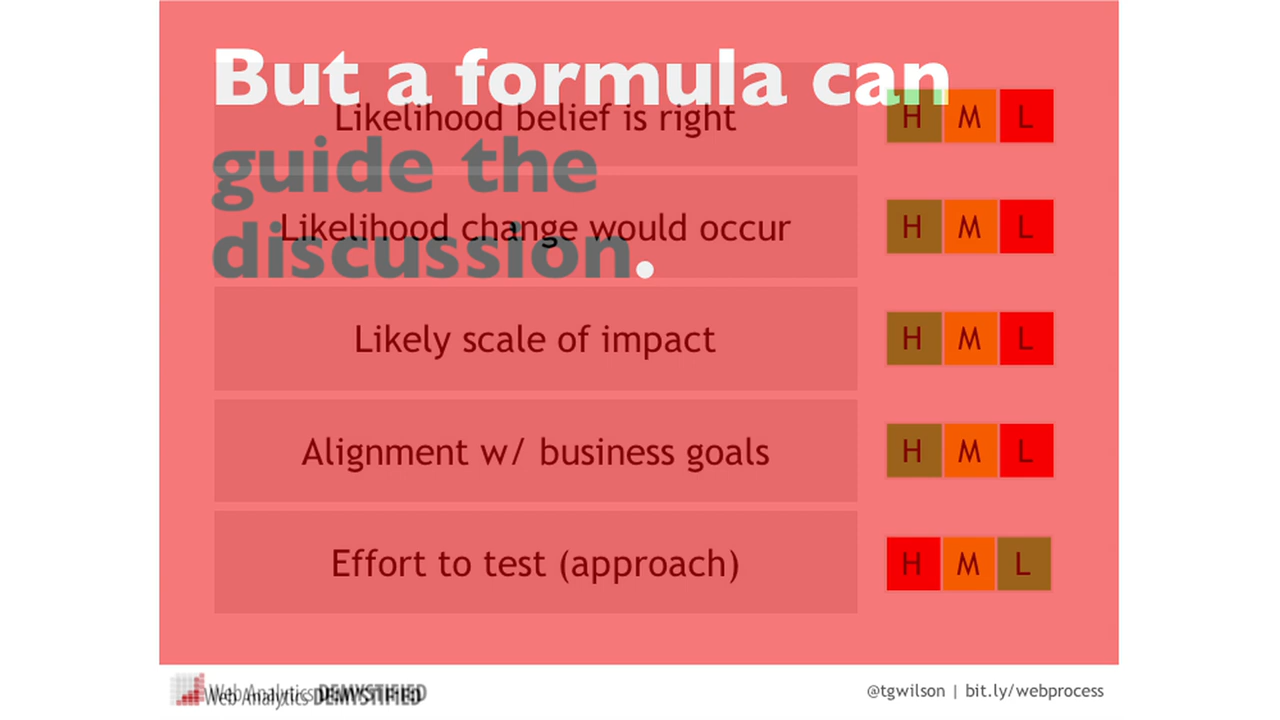 But a formula can
guide the
discussion.
Likelihood belief is right
H M L
Likelihood change would occur
H M L
Likely scale of impact
H M L
Alignment w/ business goals
H M L
Effort to test (approach)
H M L
Web Analytics DEMYSTIFIED
@tgwilson | bit.ly/webprocess